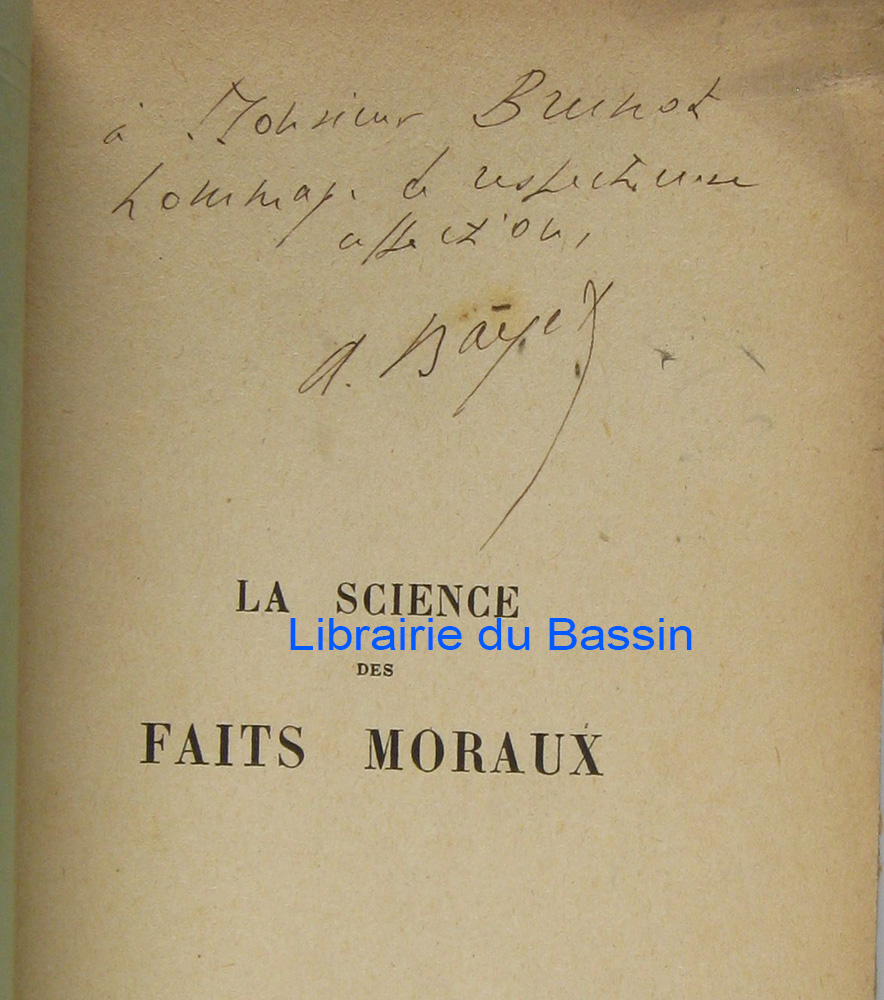 à Monsieur Brunot
hommage de respectueuse
affection,
A. Bayet
LA SCIENCE
Librairie du Bassin
DES
FAITS MORAUX